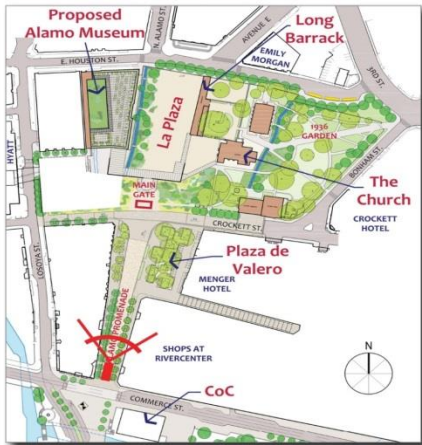 Proposed
Alamo Museum
N. ALAMO ST.
AVENUE E
Long
Barrack
EMILY
MORGAN
3RD ST.
E. HOUSTON ST.
La Plaza
1936
GARDEN
BONHAM ST.
HYATT
The
Church
CROCKETT
HOTEL
MAIN
GATE
CROCKETT ST.
LOSOYA ST.
Plaza de
Valero
MENGER
HOTEL
ALAMO PROMENADE
SHOPS AT
RIVERCENTER
N
CoC
COMMERCE ST.